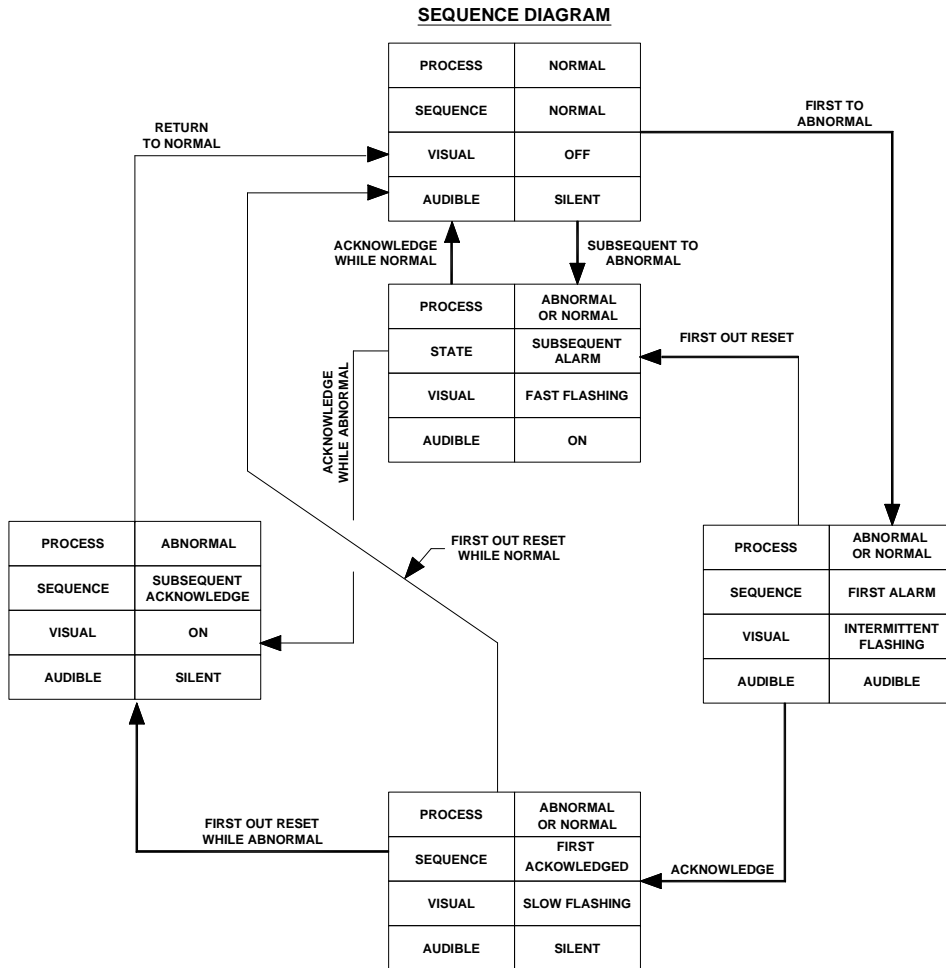 SEQUENCE DIAGRAM
PROCESS NORMAL
SEQUENCE NORMAL
VISUAL OFF
AUDIBLE SILENT
FIRST TO
ABNORMAL
RETURN
TO NORMAL
ACKNOWLEDGE
WHILE NORMAL
SUBSEQUENT TO
ABNORMAL
PROCESS ABNORMAL
OR NORMAL
STATE SUBSEQUENT
ALARM
VISUAL FAST FLASHING
AUDIBLE ON
FIRST OUT RESET
ACKNOWLEDGE
WHILE ABNORMAL
FIRST OUT RESET
WHILE NORMAL
PROCESS ABNORMAL
SEQUENCE SUBSEQUENT
ACKNOWLEDGE
VISUAL ON
AUDIBLE SILENT
PROCESS ABNORMAL
OR NORMAL
SEQUENCE FIRST ALARM
VISUAL INTERMITTENT
FLASHING
AUDIBLE AUDIBLE
FIRST OUT RESET
WHILE ABNORMAL
PROCESS ABNORMAL
OR NORMAL
SEQUENCE FIRST
ACKOWLEDGED
VISUAL SLOW FLASHING
AUDIBLE SILENT
ACKNOWLEDGE